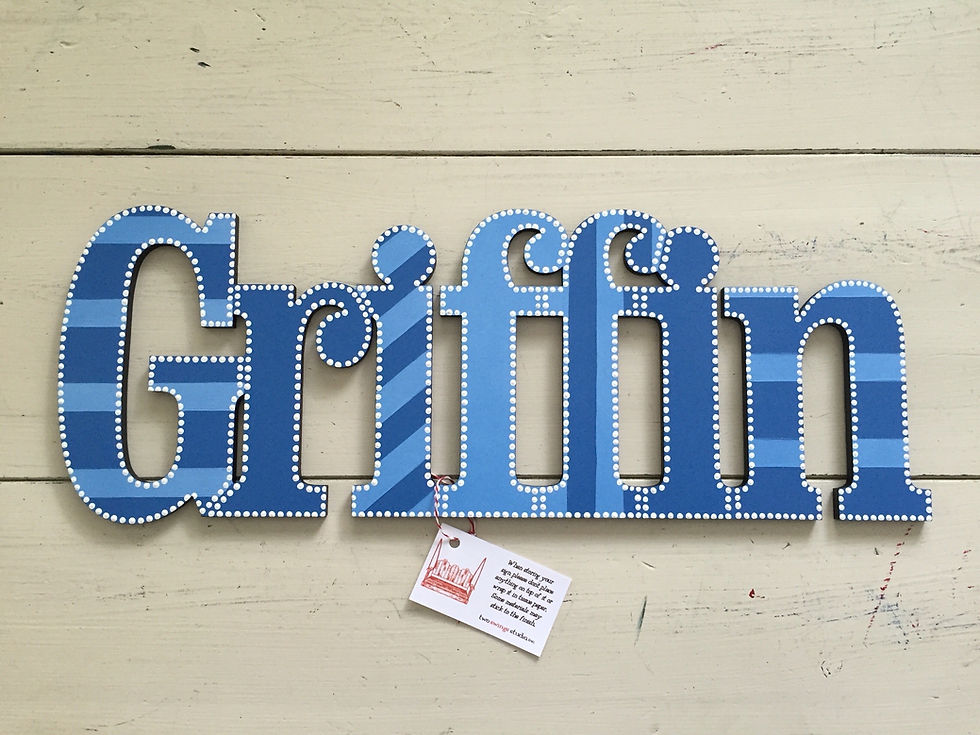 Griffin
When storing your
sign please don't place
anything on top of it or
wrap it in tissue paper.
Some materials may
stick to the finish.
two swings studio